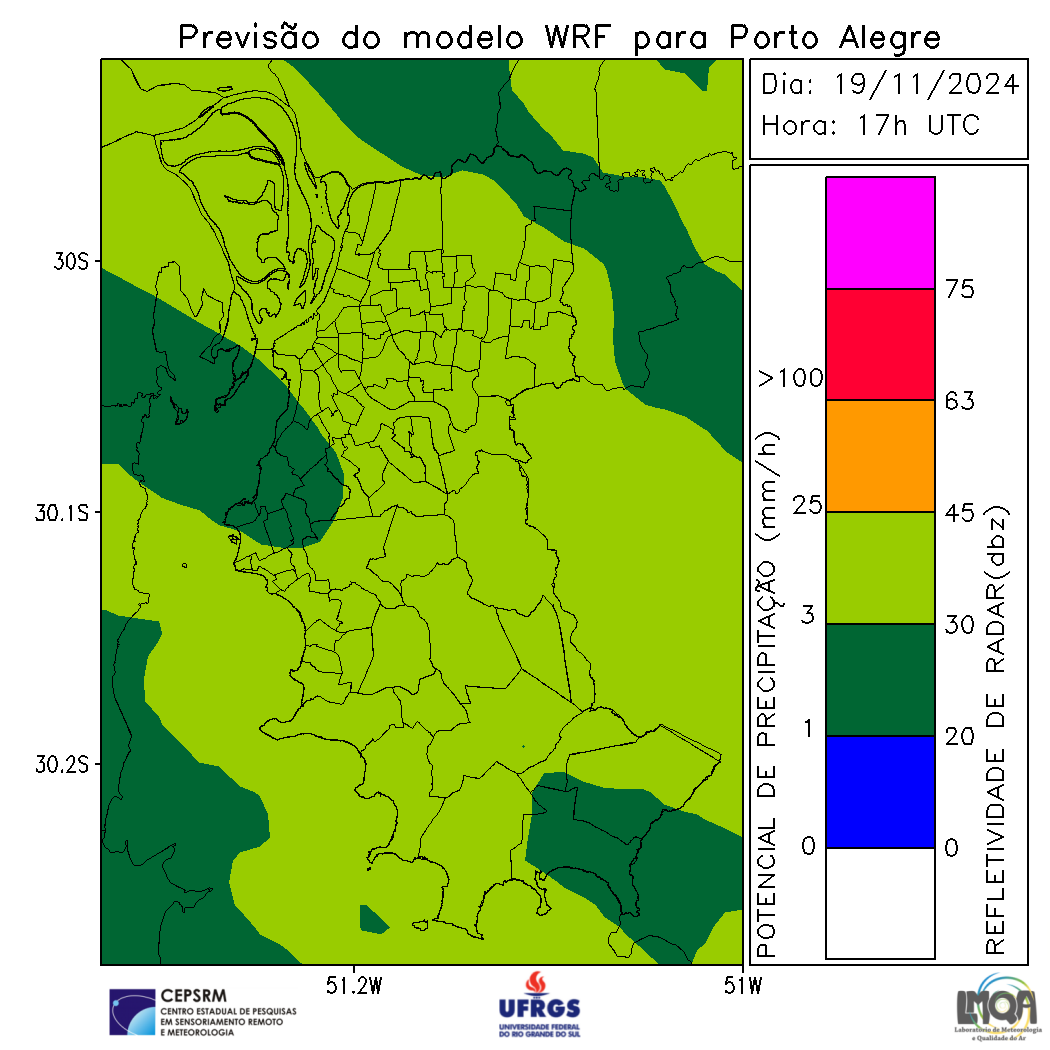 Previsão do modelo WRF para Porto Alegre
Dia: 19/11/2024
Hora: 17h UTC
30S
30.1S
30.2S
51.2W
51W
POTENCIAL DE PRECIPITAÇÃO (mm/h)
>100
25
3
1
0
75
63
45
30
20
0
REFLETIVIDADE DE RADAR(dbz)
CEPSRM
CENTRO ESTADUAL DE PESQUISAS
EM SENSORIAMENTO REMOTO
E METEOROLOGIA
UFRGS
UNIVERSIDADE FEDERAL
DO RIO GRANDE DO SUL
LMQA
Laboratório de Meteorologia
e Qualidade do Ar